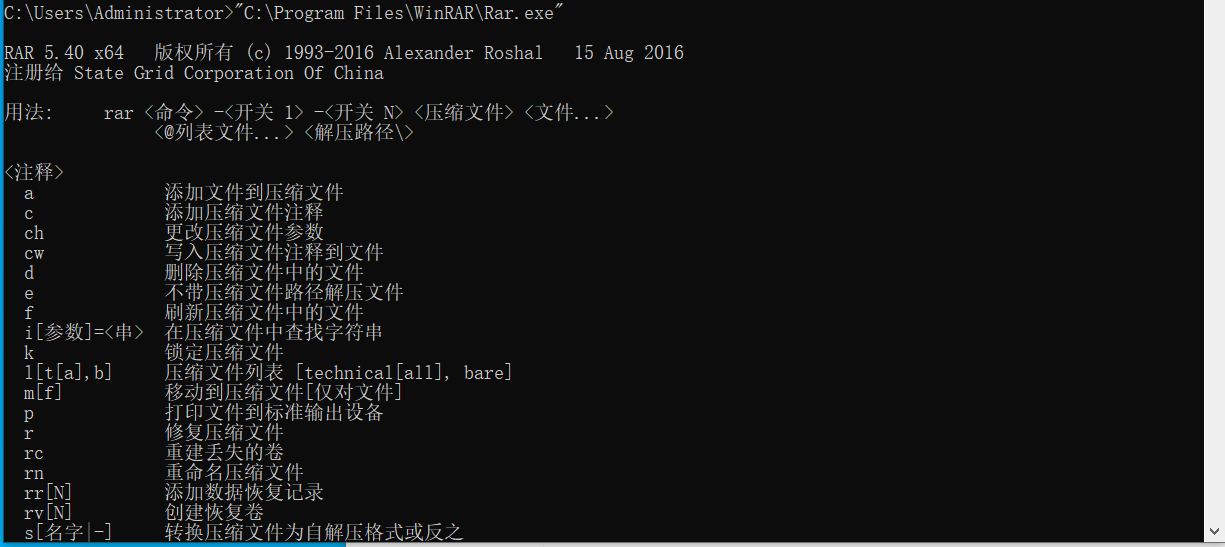 C:\Users\Administrator>"C:\Program Files\WinRAR\Rar.exe"
RAR 5.40 x64   版权所有 (c) 1993-2016 Alexander Roshal   15 Aug 2016
注册给 State Grid Corporation Of China
用法:     rar <命令> -<开关 1> -<开关 N> <压缩文件> <文件...>
<@列表文件...> <解压路径\>
<注释>
a             添加文件到压缩文件
c             添加压缩文件注释
ch            更改压缩文件参数
cw            写入压缩文件注释到文件
d             删除压缩文件中的文件
e             不带压缩文件路径解压文件
f             刷新压缩文件中的文件
i[参数]=<串>  在压缩文件中查找字符串
k             锁定压缩文件
l[t[a],b]     压缩文件列表 [technical[all], bare]
m[f]          移动到压缩文件[仅对文件]
p             打印文件到标准输出设备
r             修复压缩文件
rc            重建丢失的卷
rn            重命名压缩文件
rr[N]         添加数据恢复记录
rv[N]         创建恢复卷
s[名字|-]     转换压缩文件为自解压格式或反之